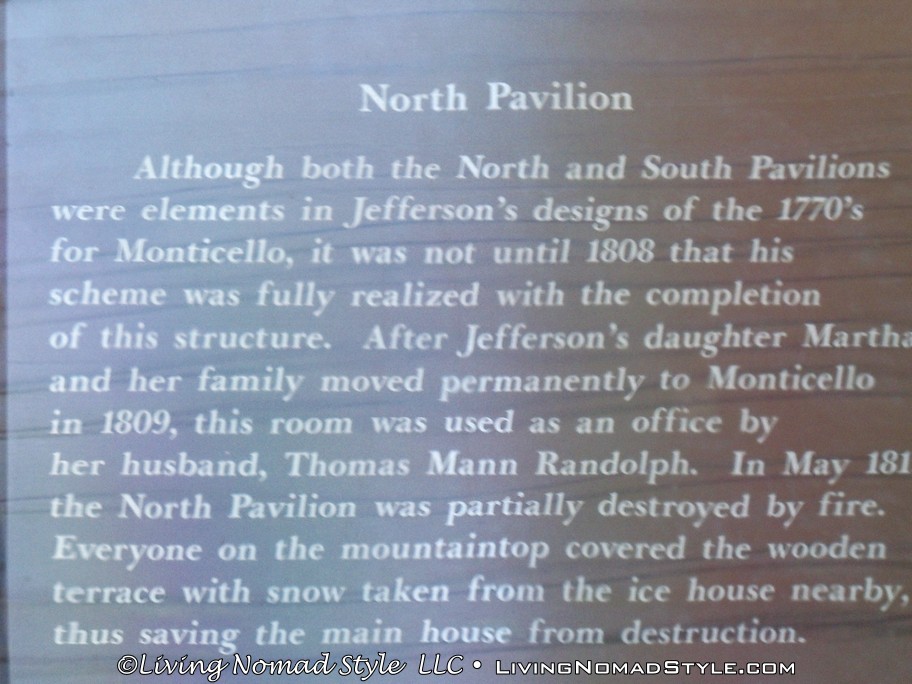 North Pavilion
Although both the North and South Pavilions
were elements in Jefferson's designs of the 1770's
for Monticello, it was not until 1808 that his
scheme was fully realized with the completion
of this structure. After Jefferson's daughter Martha
and her family moved permanently to Monticello
in 1809, this room was used as an office by
her husband, Thomas Mann Randolph. In May 181
the North Pavilion was partially destroyed by fire.
Everyone on the mountaintop covered the wooden
terrace with snow taken from the ice house nearby,
thus saving the main house from destruction.
©Living Nomad Style LLC • LivingNomadStyle.com